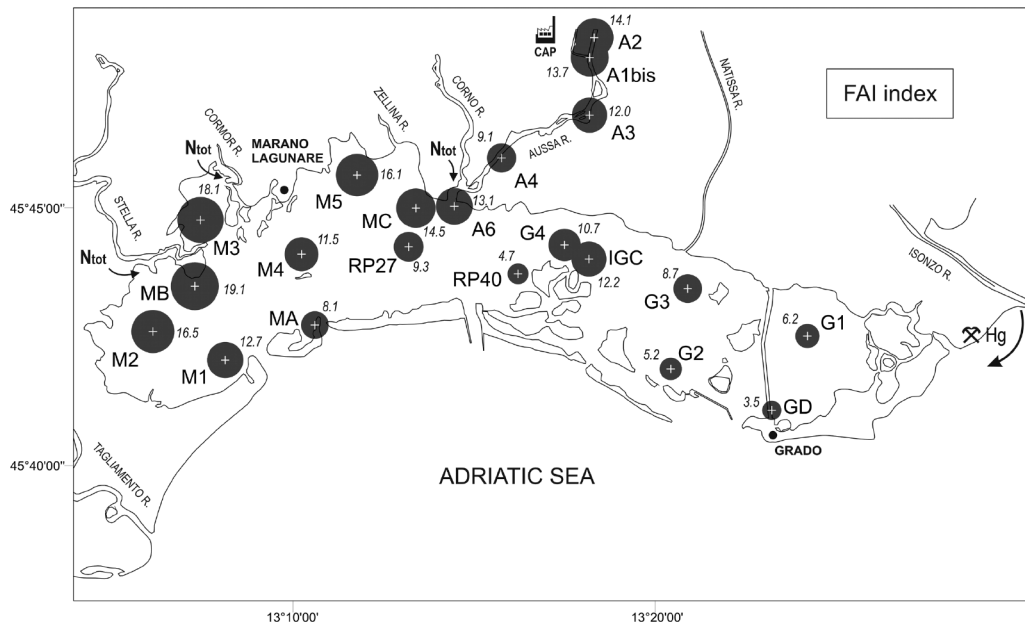 14.1
A2
CAP
13.7
A1bis
FAI index
NATISSA R.
ZELLINA R.
CORNO R.
12.0
A3
CORMOR R.
9.1
AUSSA R.
MARANO
LAGUNARE
Ntot
Ntot
A4
16.1
M5
18.1
STELLA R.
45°45'00"
13.1
A6
MC
14.5
M3
11.5
M4
RP27
9.3
G4
10.7
IGC
12.2
4.7
RP40
ISONZO R.
Ntot
MB
19.1
8.7
G3
8.1
MA
6.2
G1
Hg
16.5
M2
12.7
M1
5.2
G2
3.5
GD
GRADO
45°40'00"
TAGLIAMENTO R.
ADRIATIC SEA
13°10'00"
13°20'00"